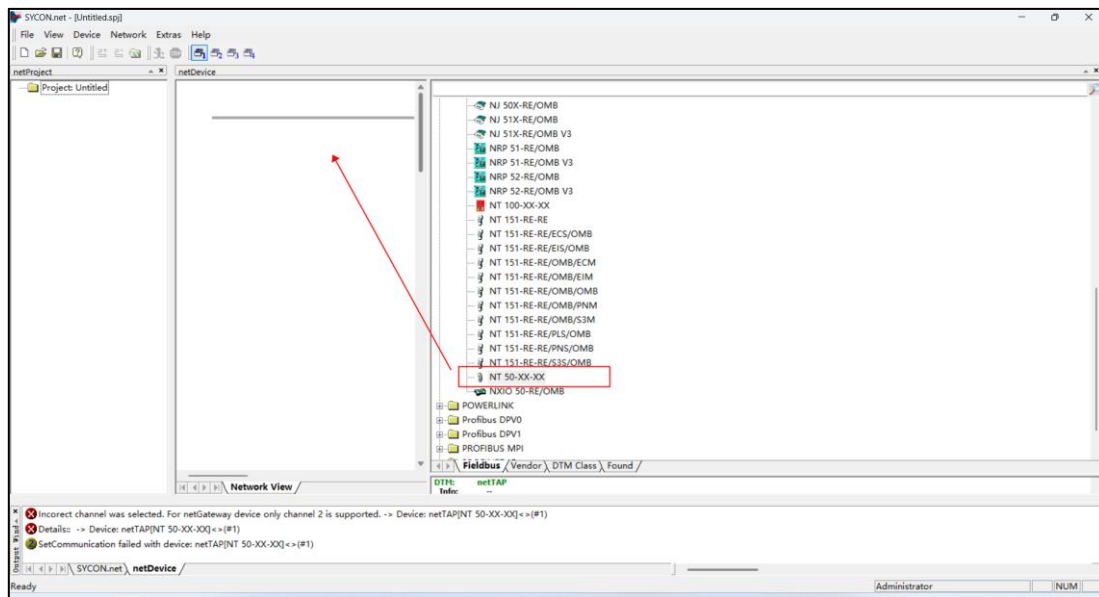 SYCON.net - [Untitled.spj]
File View Device Network Extras Help
netProject
netDevice
Project: Untitled
NJ 50X-RE/OMB
NJ 51X-RE/OMB
NJ 51X-RE/OMB V3
NRP 51-RE/OMB
NRP 51-RE/OMB V3
NRP 52-RE/OMB
NRP 52-RE/OMB V3
NT 100-XX-XX
NT 151-RE-RE
NT 151-RE-RE/ECS/OMB
NT 151-RE-RE/EIS/OMB
NT 151-RE-RE/OMB/ECM
NT 151-RE-RE/OMB/EIM
NT 151-RE-RE/OMB/OMB
NT 151-RE-RE/OMB/PNM
NT 151-RE-RE/OMB/S3M
NT 151-RE-RE/PLS/OMB
NT 151-RE-RE/PNS/OMB
NT 151-RE-RE/S3S/OMB
NT 50-XX-XX
NXIO 50-RE/OMB
POWERLINK
Profibus DPV0
Profibus DPV1
PROFIBUS MPI
Fieldbus Vendor DTM Class Found
Network View
DTM: netTAP
Info: --
Incorect channel was selected. For netGateway device only channel 2 is supported. -> Device: netTAP[NT 50-XX-XX]<>(#1)
Details:: -> Device: netTAP[NT 50-XX-XX]<>(#1)
SetCommunication failed with device: netTAP[NT 50-XX-XX]<>(#1)
SYCON.net netDevice
Ready
Administrator
NUM